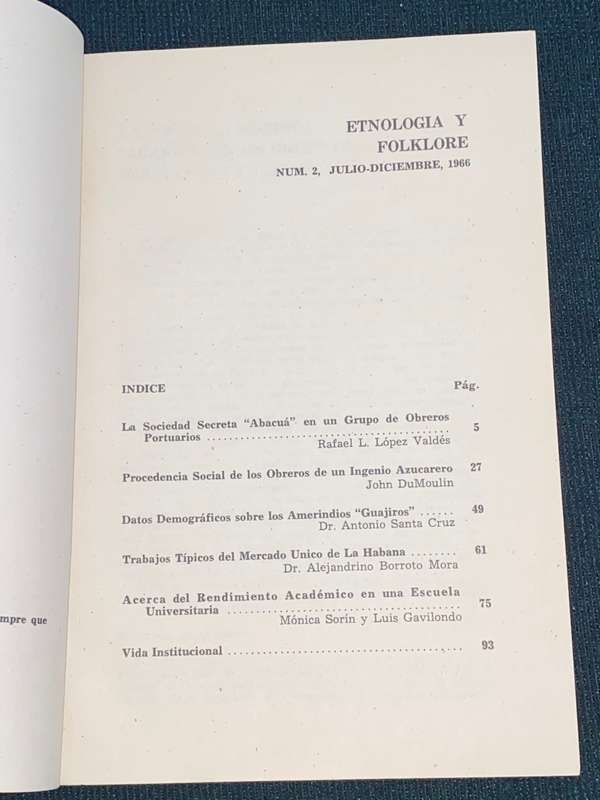 mpre que
ETNOLOGIA Y
FOLKLORE
NUM. 2, JULIO-DICIEMBRE, 1966
INDICE Pág.
La Sociedad Secreta "Abacuá" en un Grupo de Obreros
Portuarios ........................................ 5
Rafael L. López Valdés
Procedencia Social de los Obreros de un Ingenio Azucarero 27
John DuMoulin
Datos Demográficos sobre los Amerindios "Guajiros" ...... 49
Dr. Antonio Santa Cruz
Trabajos Típicos del Mercado Unico de La Habana ........ 61
Dr. Alejandrino Borroto Mora
Acerca del Rendimiento Académico en una Escuela
Universitaria ........................................ 75
Mónica Sorín y Luis Gavilondo
Vida Institucional ........................................ 93